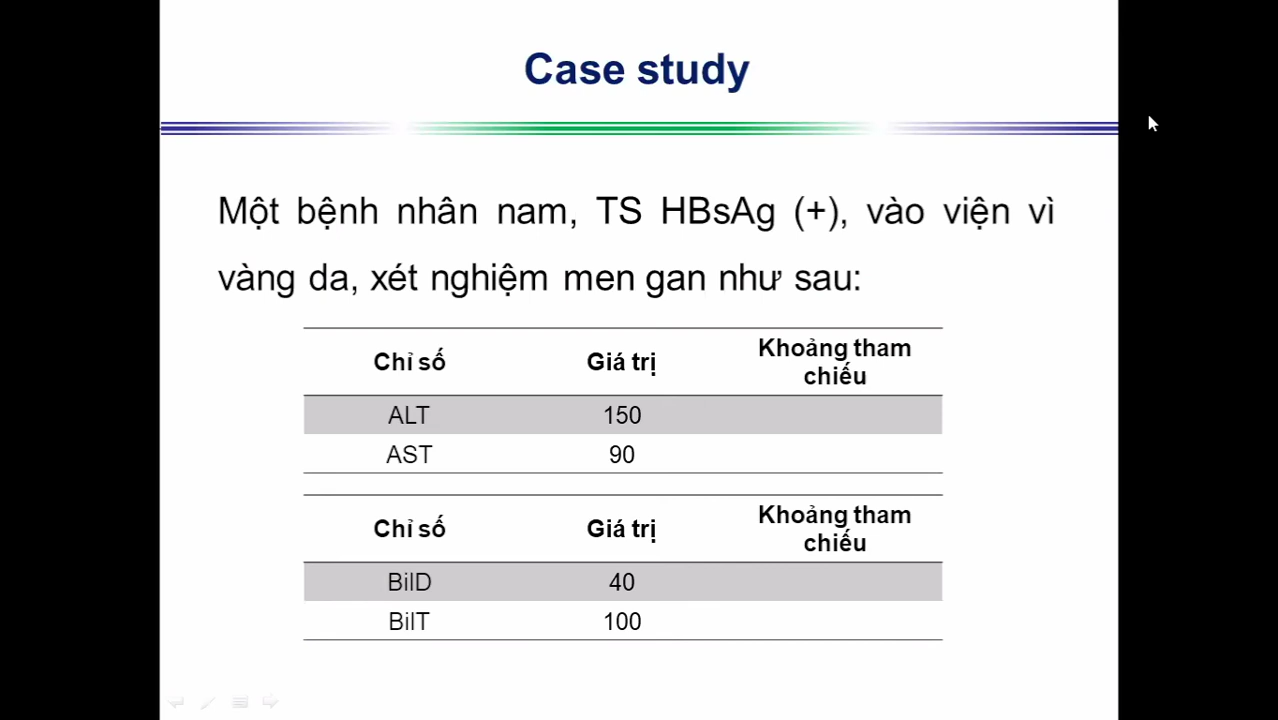 Case study
Một bệnh nhân nam, TS HBsAg (+), vào viện vì
vàng da, xét nghiệm men gan như sau:
Chỉ số Giá trị Khoảng tham chiếu
ALT 150
AST 90
Chỉ số Giá trị Khoảng tham chiếu
BilD 40
BilT 100